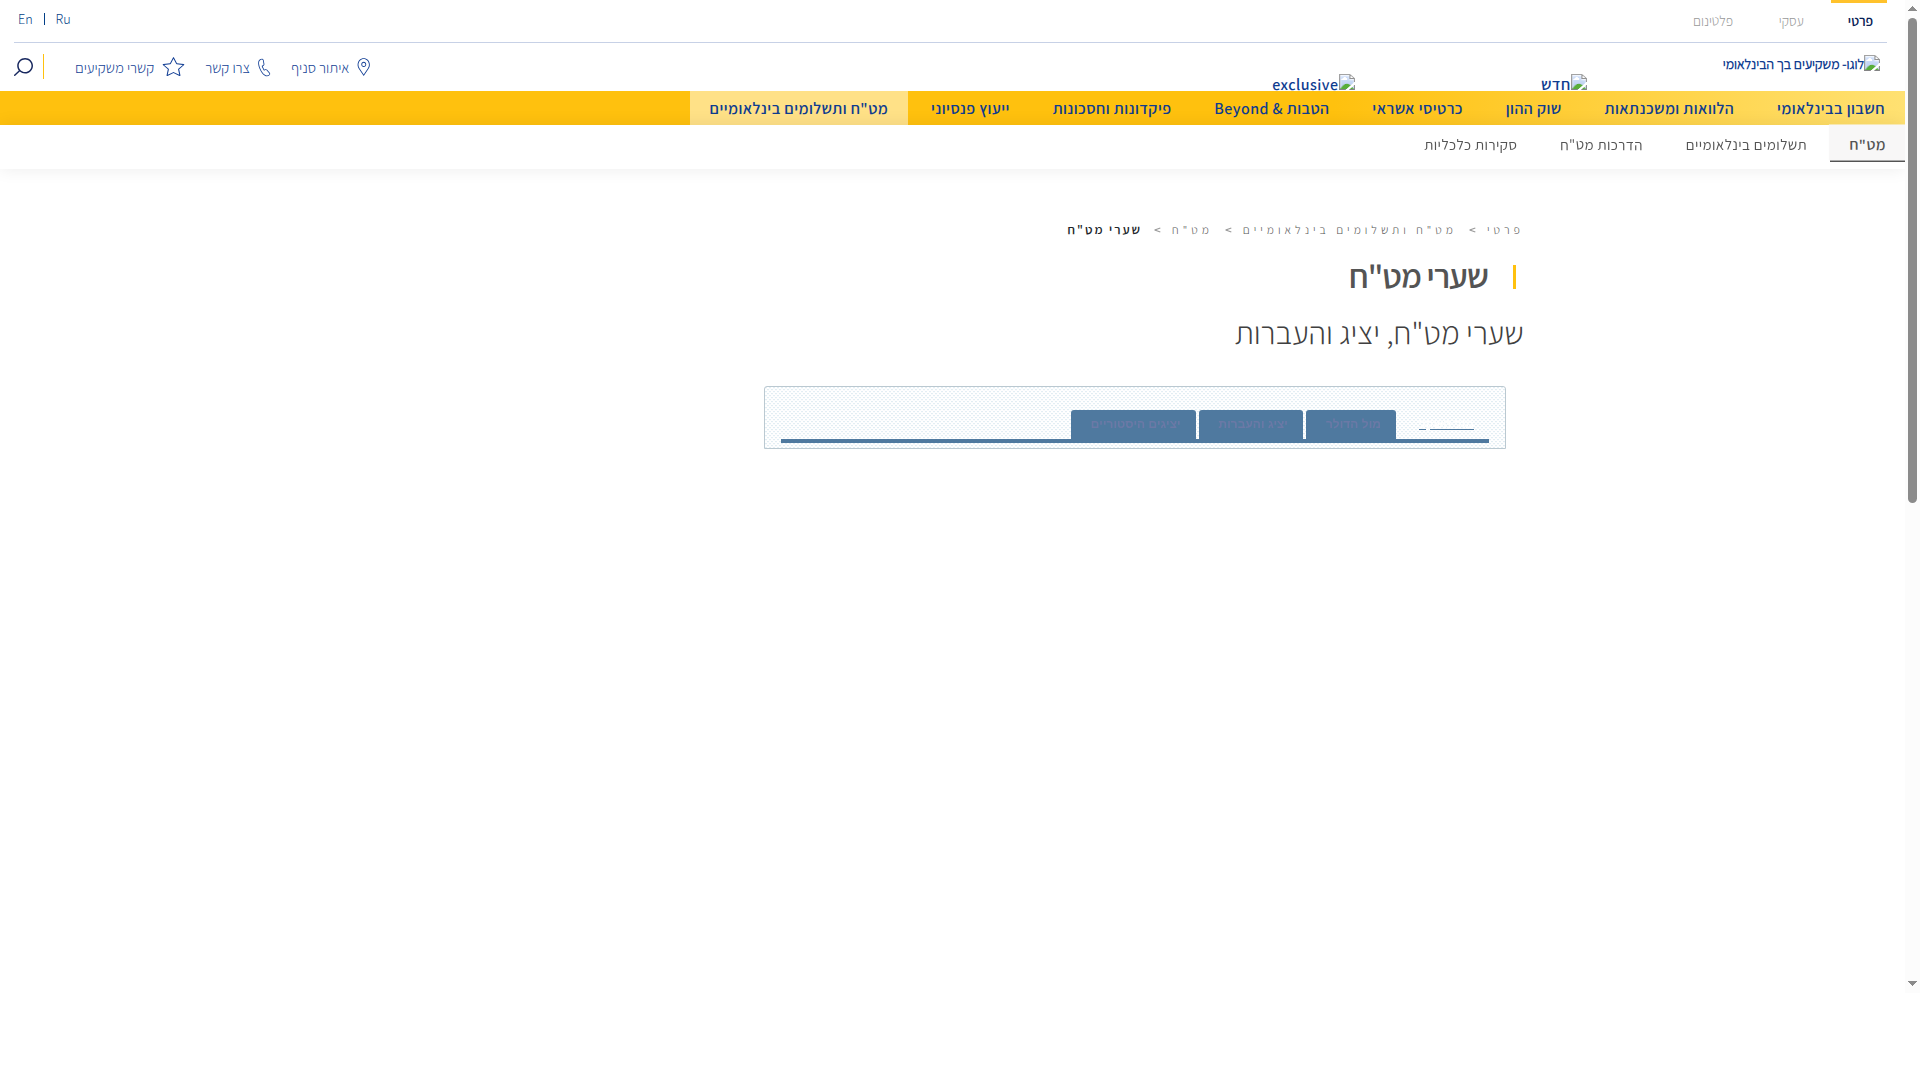 פרטי
עסקי
פלטינום
Ru
En
לוגו- משקיעים בך הבינלאומי
איתור סניף
צרו קשר
קשרי משקיעים
חדש
exclusive
חשבון בבינלאומי
הלוואות ומשכנתאות
שוק ההון
כרטיסי אשראי
הטבות & Beyond
פיקדונות וחסכונות
ייעוץ פנסיוני
מט"ח ותשלומים בינלאומיים
מט"ח
תשלומים בינלאומיים
הדרכות מט"ח
סקירות כלכליות
פרטי > מט"ח ותשלומים בינלאומיים > מט"ח > שערי מט"ח
שערי מט"ח
שערי מט"ח, יציג והעברות
מול הדולר
יציג והעברות
יציגים היסטוריים